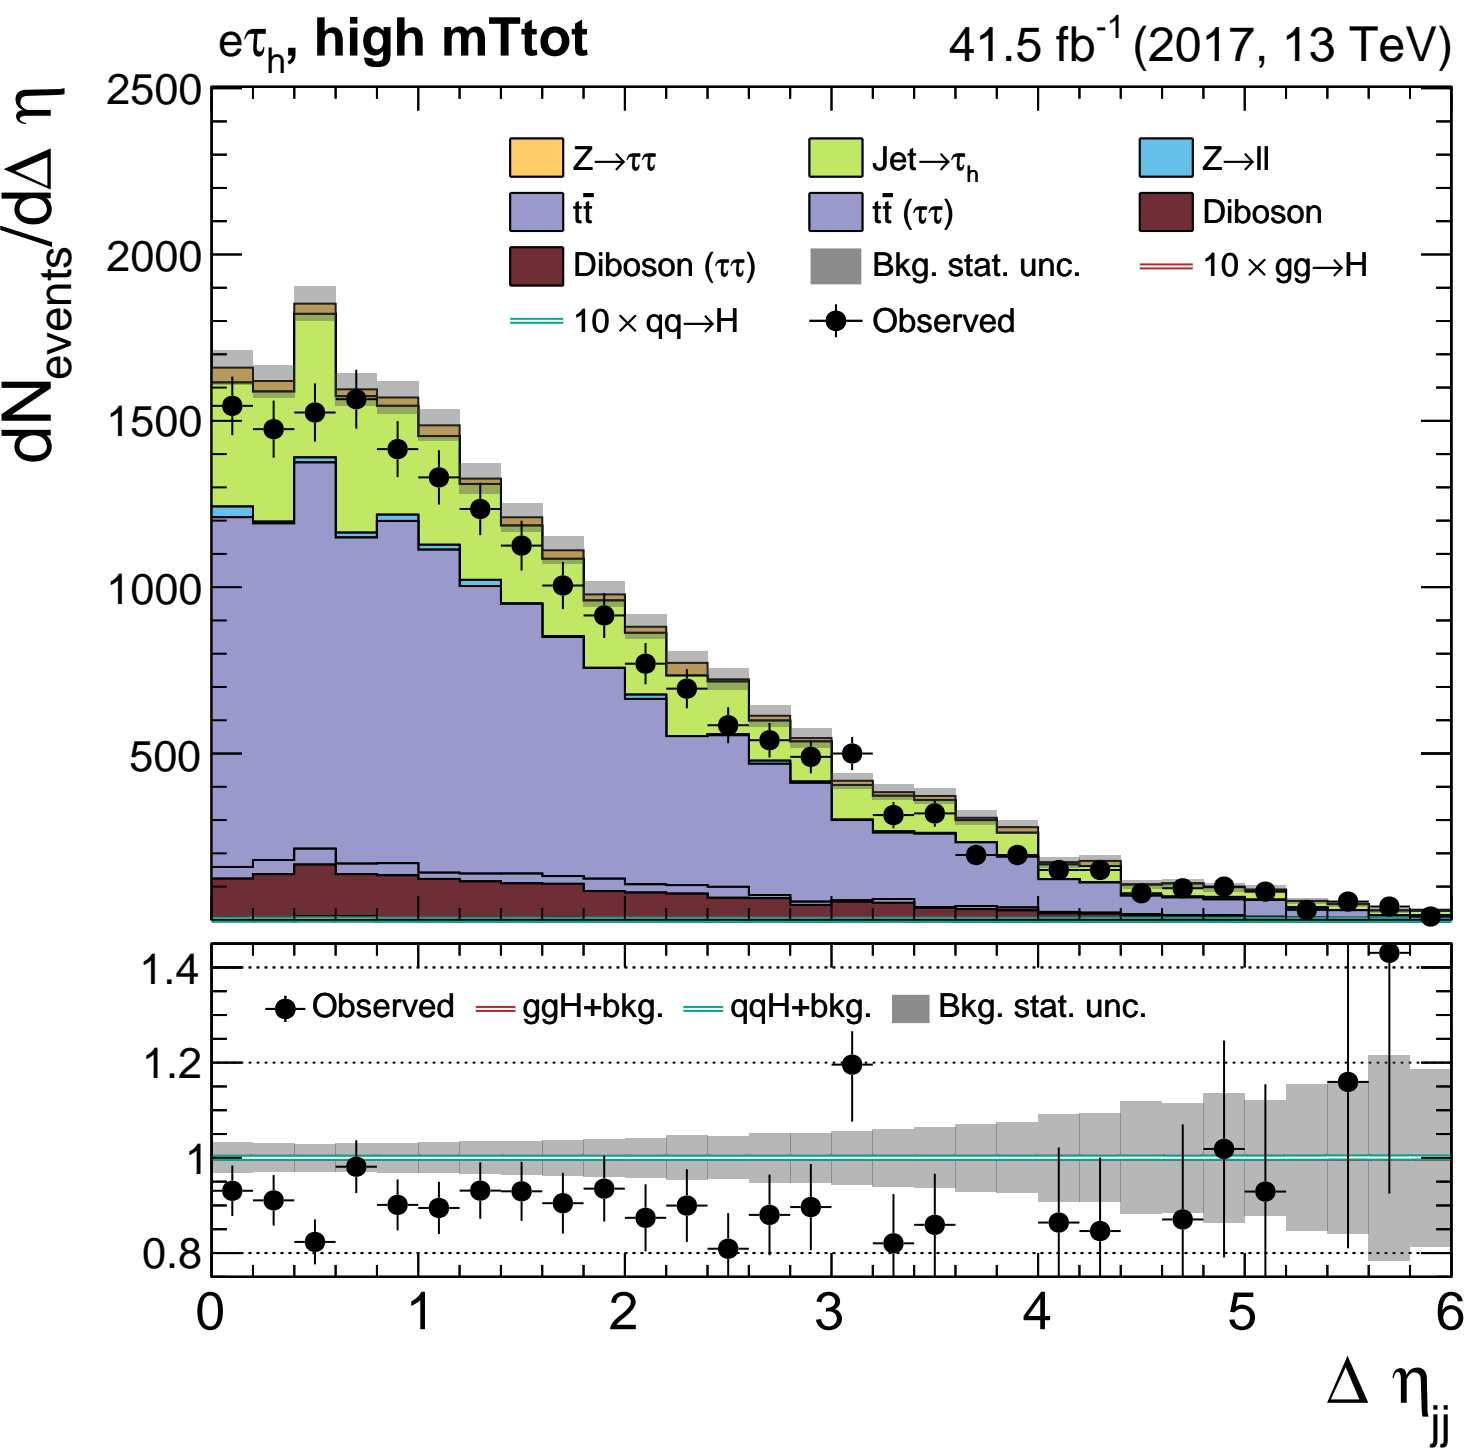 eτh, high mTtot 41.5 fb-1 (2017, 13 TeV)
dNevents/dΔ η
2500
2000
1500
1000
500
Z→ττ Jet→τh Z→ll
tt̄ tt̄ (ττ) Diboson
Diboson (ττ) Bkg. stat. unc. 10 × gg→H
10 × qq→H Observed
1.4
1.2
1
0.8
Observed ggH+bkg. qqH+bkg. Bkg. stat. unc.
0 1 2 3 4 5 6
Δ ηjj